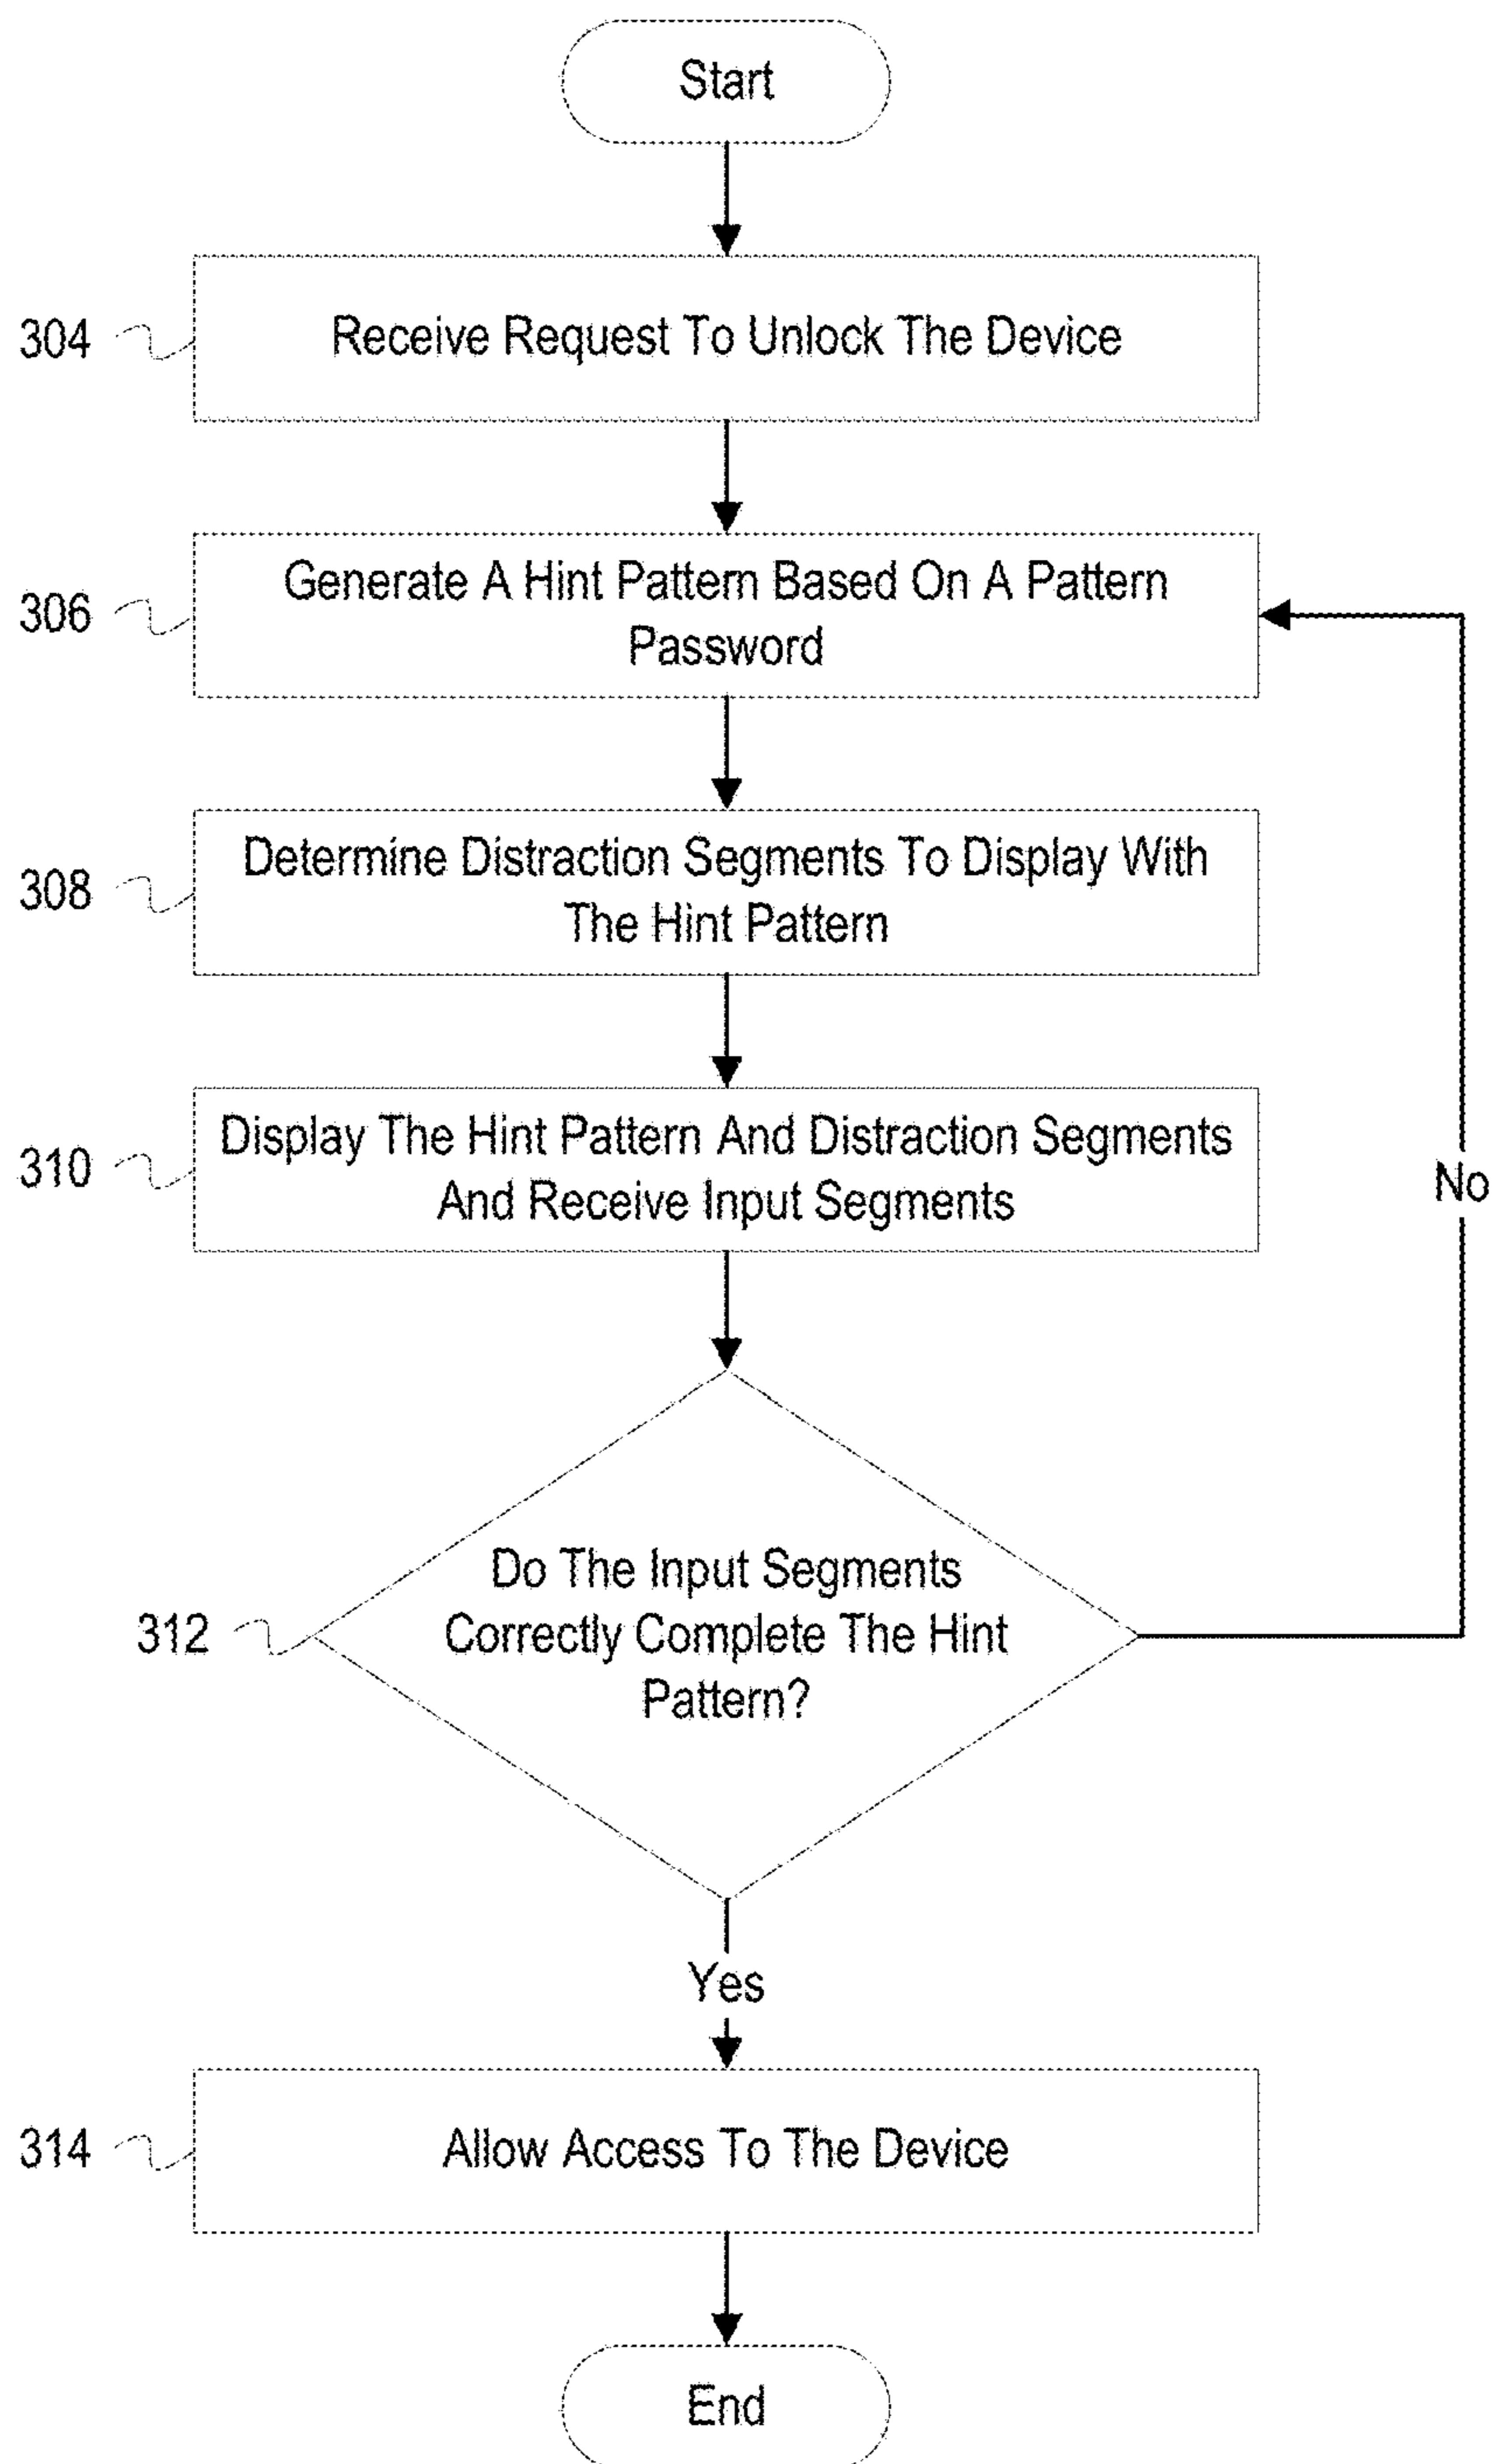 Start
304
Receive Request To Unlock The Device
306
Generate A Hint Pattern Based On A Pattern
Password
308
Determine Distraction Segments To Display With
The Hint Pattern
310
Display The Hint Pattern And Distraction Segments
And Receive Input Segments
No
312
Do The Input Segments
Correctly Complete The Hint
Pattern?
Yes
314
Allow Access To The Device
End